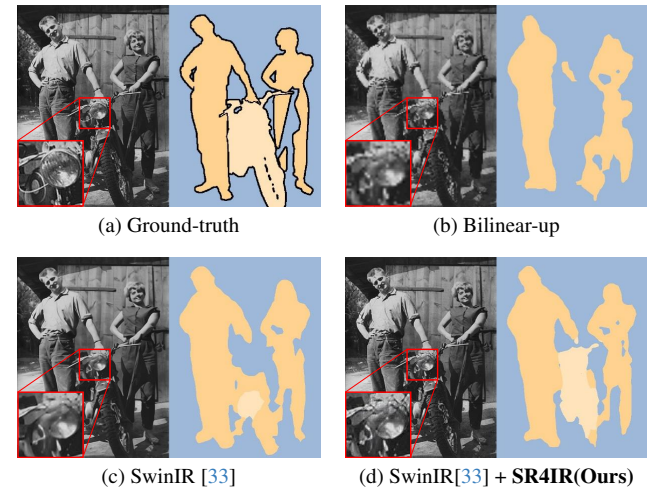 (a) Ground-truth
(b) Bilinear-up
(c) SwinIR [33]
(d) SwinIR[33] + SR4IR(Ours)